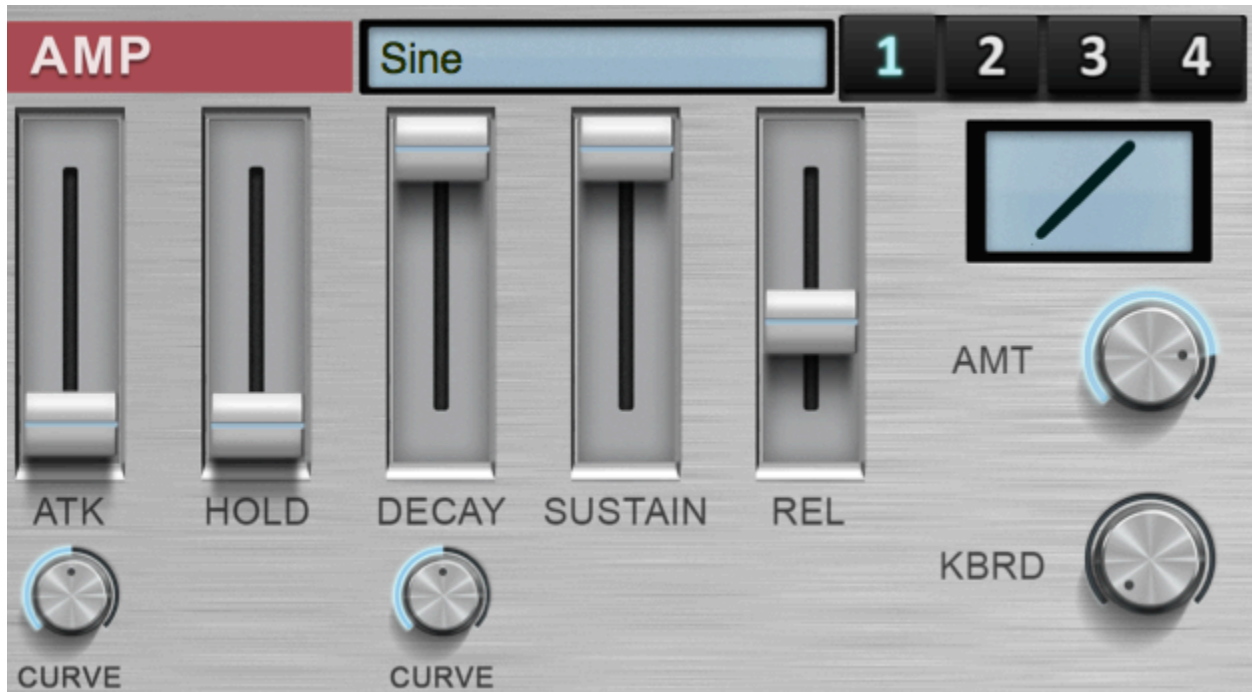 AMP Sine 1 2 3 4
AMT
ATK HOLD DECAY SUSTAIN REL
KBRD
CURVE CURVE